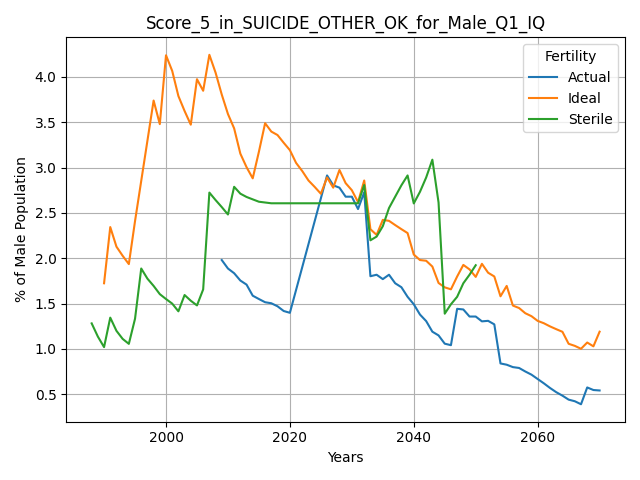 Score_5_in_SUICIDE_OTHER_OK_for_Male_Q1_IQ
Fertility
Actual
Ideal
Sterile
% of Male Population
4.0
3.5
3.0
2.5
2.0
1.5
1.0
0.5
2000
2020
2040
2060
Years